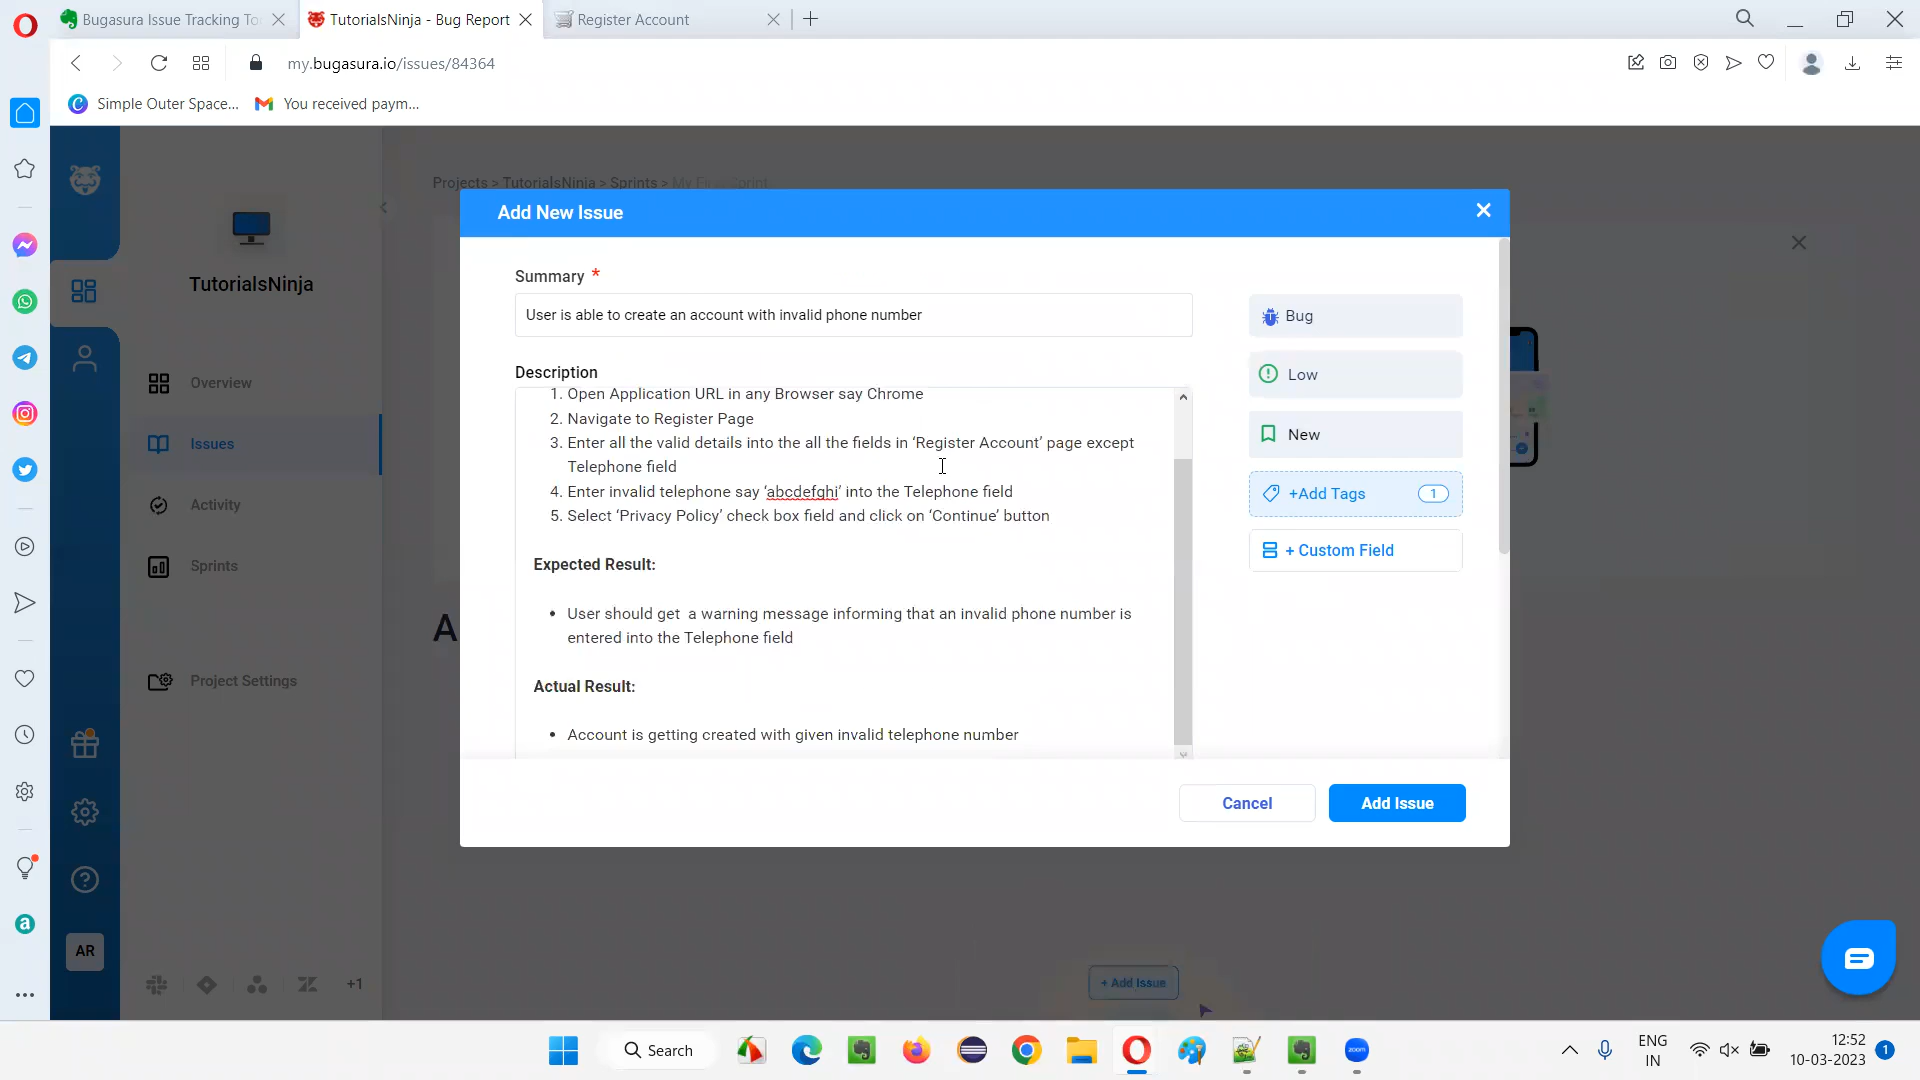 Bugasura Issue Tracking To
TutorialsNinja - Bug Report
Register Account
my.bugasura.io/issues/84364
Simple Outer Space...
You received paym...
Projects > TutorialsNinja > Sprints > My First Sprint
Add New Issue
TutorialsNinja
Summary *
User is able to create an account with invalid phone number
Bug
Description
Low
Overview
1. Open Application URL in any Browser say Chrome
2. Navigate to Register Page
New
Issues
3. Enter all the valid details into the all the fields in ‘Register Account’ page except
Telephone field
4. Enter invalid telephone say ‘abcdefghi’ into the Telephone field
+Add Tags
1
Activity
5. Select ‘Privacy Policy’ check box field and click on ‘Continue’ button
+ Custom Field
Sprints
Expected Result:
• User should get  a warning message informing that an invalid phone number is
entered into the Telephone field
A
Project Settings
Actual Result:
• Account is getting created with given invalid telephone number
Cancel
Add Issue
AR
+1
+ Add Issue
Search
zoom
ENG
IN
12:52
10-03-2023
1